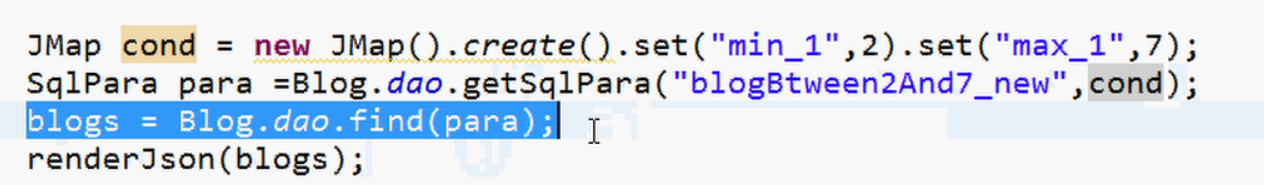 JMap cond = new JMap().create().set("min_1",2).set("max_1",7);
SqlPara para =Blog.dao.getSqlPara("blogBtween2And7_new",cond);
blogs = Blog.dao.find(para);
renderJson(blogs);